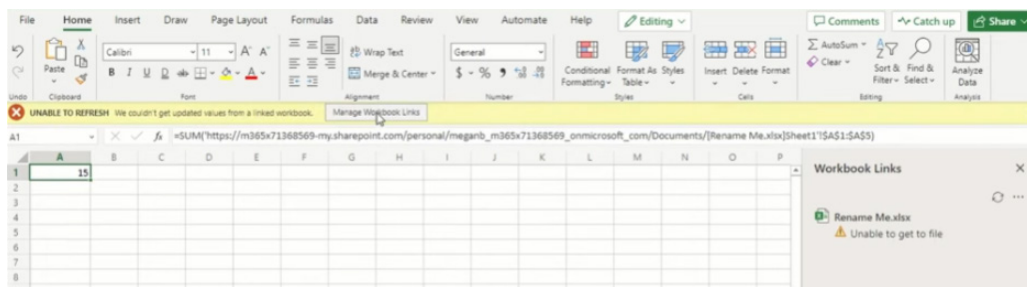 File Home Insert Draw Page Layout Formulas Data Review View Automate Help Editing Comments Catch up Share
Calibri 11 A A Wrap Text General AutoSum
Paste B I U D ab A Merge & Center $ % 9 Conditional Formatting Format As Table Styles Insert Delete Format Clear Sort & Filter Find & Select Analyze Data
Undo Clipboard Font Alignment Number Styles Cells Editing Analysis
UNABLE TO REFRESH We couldn't get updated values from a linked workbook. Manage Workbook Links
A1 fx =SUM('https://m365x71368569-my.sharepoint.com/personal/meganb_m365x71368569_onmicrosoft_com/Documents/[Rename Me.xlsx]Sheet1'!$A$1:$A$5)
A B C D E F G H I J K L M N O P
Workbook Links
1 15
2
3
Rename Me.xlsx
4
Unable to get to file
5
6
7
8